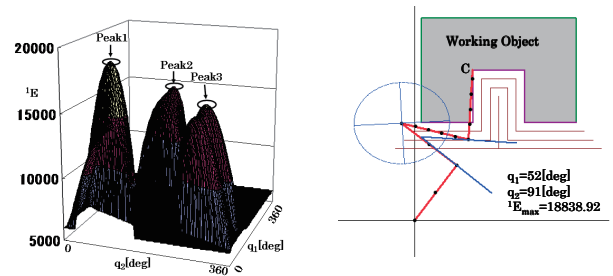 Peak1
Peak2
Peak3
20000
¹E
15000
10000
5000
0
q₂[deg]
360
0
q₁[deg]
360
Working Object
C
q₁=52[deg]
q₂=91[deg]
¹Eₘₐₓ=18838.92